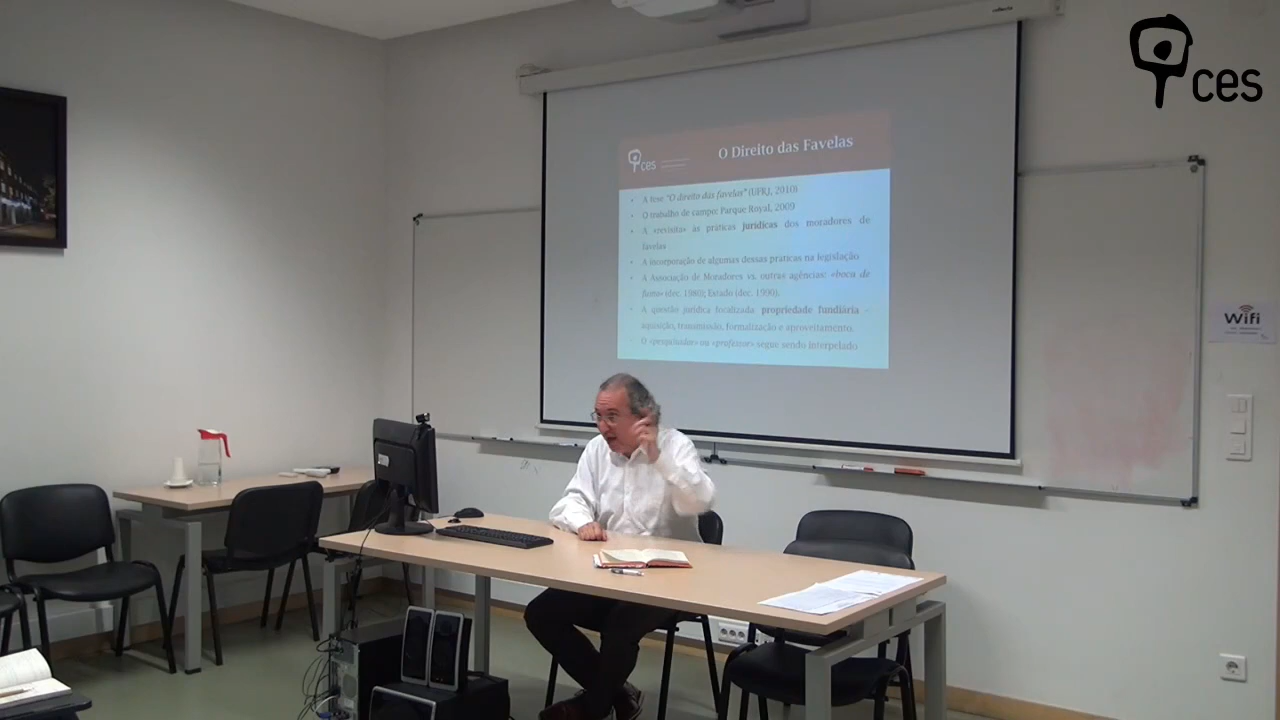 ces
O Direito das Favelas
ces
A tese "O direito das favelas" (UFRJ, 2010)
O trabalho de campo: Parque Royal, 2009
A «revisita» às práticas jurídicas dos moradores de
favelas
A incorporação de algumas dessas práticas na legislação
A Associação de Moradores vs. outras agências: «boca de
fumo» (dec. 1980); Estado (dec. 1990).
A questão jurídica focalizada propriedade fundiária -
aquisição, transmissão, formalização e aproveitamento.
O «pesquisador» ou «professor» segue sendo interpelado
Wifi